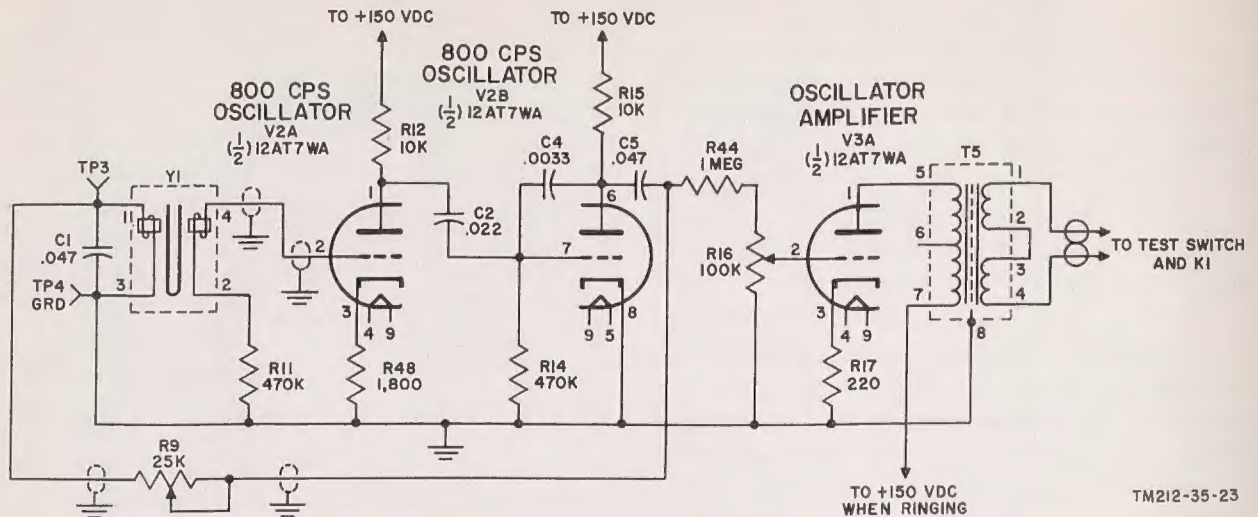 TO +150 VDC
TO +150 VDC
800 CPS
OSCILLATOR
V2A
(1/2) 12AT7WA
800 CPS
OSCILLATOR
V2B
(1/2) 12AT7WA
OSCILLATOR
AMPLIFIER
V3A
(1/2) 12AT7WA
R12
10K
R15
10K
C4
.0033
C5
.047
R44
1 MEG
T5
TP3
Y1
1
4
3
2
C1
.047
TP4
GRD
1
2
3
4
9
C2
.022
6
7
9
5
8
R16
100K
1
2
3
4
9
5
6
7
1
2
3
4
8
TO TEST SWITCH
AND K1
R11
470K
R48
1,800
R14
470K
R17
220
R9
25K
TO +150 VDC
WHEN RINGING
TM212-35-23